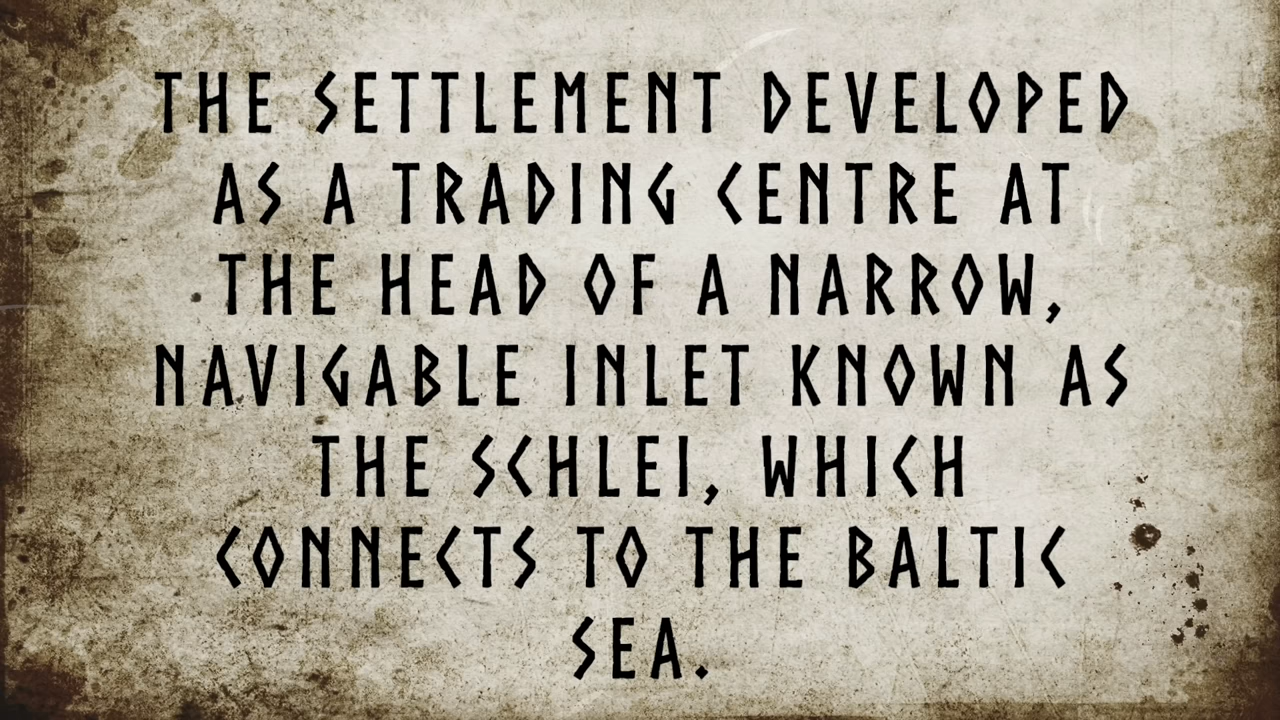 THE SETTLEMENT DEVELOPED
AS A TRADING CENTRE AT
THE HEAD OF A NARROW,
NAVIGABLE INLET KNOWN AS
THE SCHLEI, WHICH
CONNECTS TO THE BALTIC
SEA.